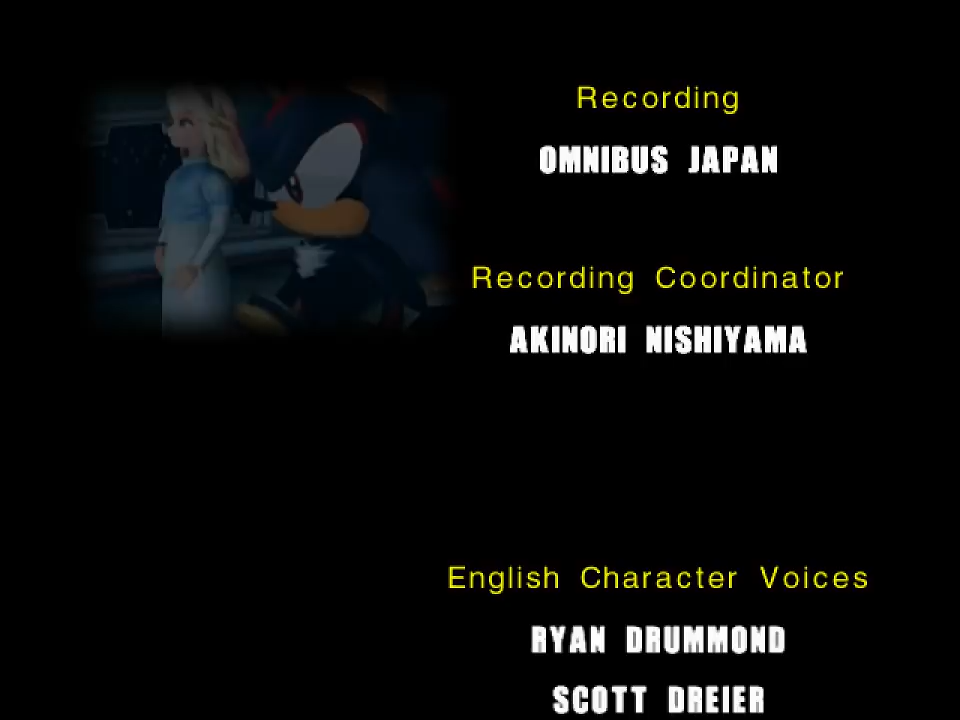 Recording
OMNIBUS JAPAN
Recording Coordinator
AKINORI NISHIYAMA
English Character Voices
RYAN DRUMMOND
SCOTT DREIER